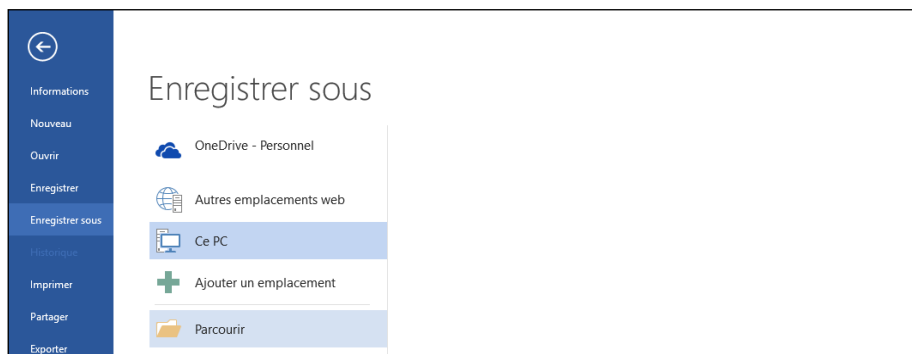 Informations
Nouveau
Ouvrir
Enregistrer
Enregistrer sous
Historique
Imprimer
Partager
Exporter
Enregistrer sous
OneDrive - Personnel
Autres emplacements web
Ce PC
Ajouter un emplacement
Parcourir